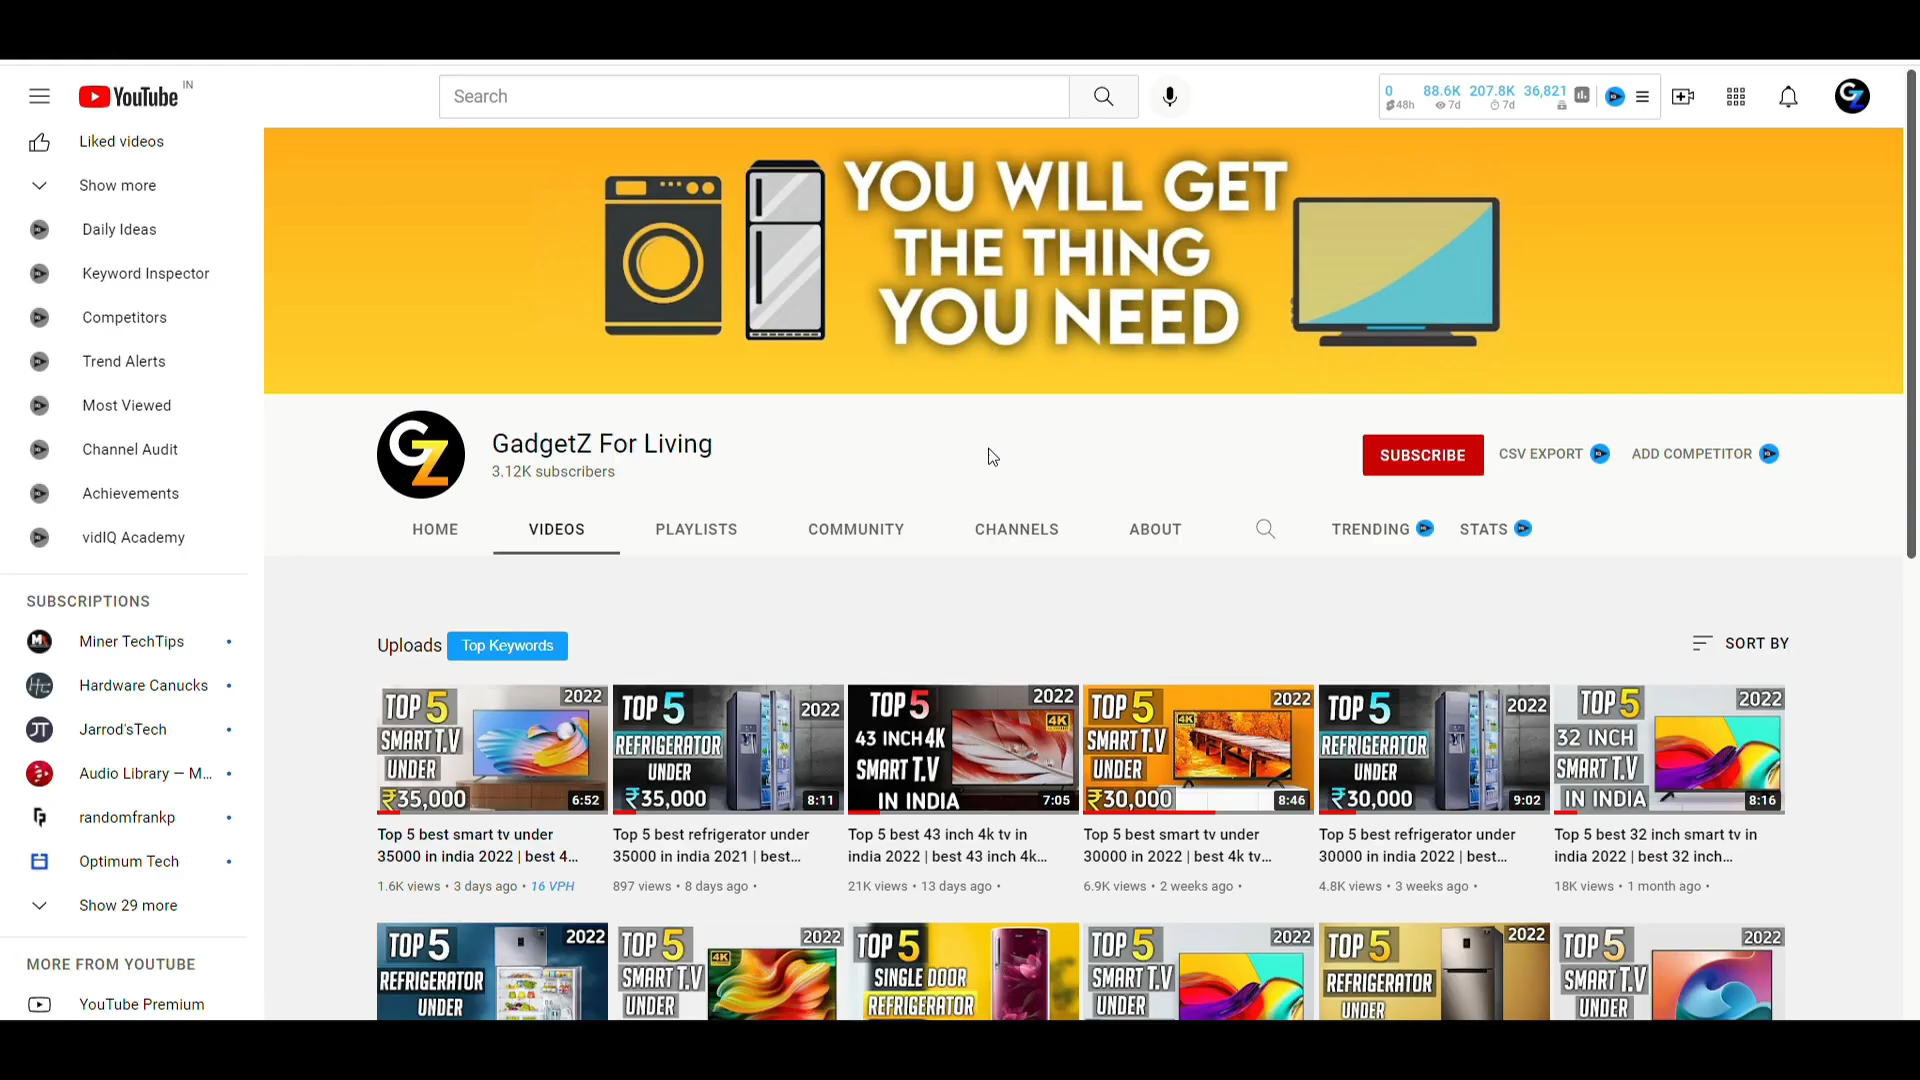 YouTube IN
Search
0 88.6K 207.8K 36,821
48h 7d 7d
Liked videos
Show more
Daily Ideas
Keyword Inspector
Competitors
Trend Alerts
Most Viewed
Channel Audit
Achievements
vidIQ Academy
SUBSCRIPTIONS
Miner TechTips
Hardware Canucks
Jarrod'sTech
Audio Library — M...
randomfrankp
Optimum Tech
Show 29 more
MORE FROM YOUTUBE
YouTube Premium
YOU WILL GET
THE THING
YOU NEED
GZ
GadgetZ For Living
3.12K subscribers
SUBSCRIBE
CSV EXPORT
ADD COMPETITOR
HOME VIDEOS PLAYLISTS COMMUNITY CHANNELS ABOUT TRENDING STATS
Uploads Top Keywords
SORT BY
TOP 5 2022
SMART T.V
UNDER
₹35,000 6:52
Top 5 best smart tv under
35000 in india 2022 | best 4...
1.6K views • 3 days ago • 16 VPH
TOP 5 2022
REFRIGERATOR
UNDER
₹35,000 8:11
Top 5 best refrigerator under
35000 in india 2021 | best...
897 views • 8 days ago •
TOP 5 2022
43 INCH 4K 4K
SMART T.V
IN INDIA 7:05
Top 5 best 43 inch 4k tv in
india 2022 | best 43 inch 4k...
21K views • 13 days ago •
TOP 5 2022
SMART T.V 4K
UNDER
₹30,000 8:46
Top 5 best smart tv under
30000 in 2022 | best 4k tv...
6.9K views • 2 weeks ago •
TOP 5 2022
REFRIGERATOR
UNDER
₹30,000 9:02
Top 5 best refrigerator under
30000 in india 2022 | best...
4.8K views • 3 weeks ago •
TOP 5 2022
32 INCH
SMART T.V
IN INDIA 8:16
Top 5 best 32 inch smart tv in
india 2022 | best 32 inch...
18K views • 1 month ago •
TOP 5 2022
REFRIGERATOR
UNDER
TOP 5 2022
SMART T.V 4K
UNDER
TOP 5
SINGLE DOOR
REFRIGERATOR
TOP 5 2022
SMART T.V
UNDER
TOP 5 2022
REFRIGERATOR
UNDER
TOP 5 2022
SMART T.V
UNDER